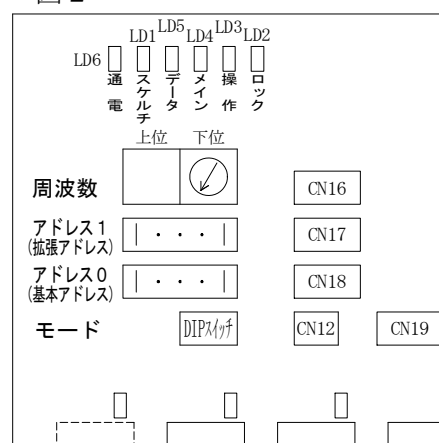 LD5 LD3
LD1 LD4 LD2
LD6
通電 スケルチ データ メイン 操作 ロック
上位 下位
周波数 CN16
アドレス1 CN17
(拡張アドレス)
アドレス0 CN18
(基本アドレス)
モード DIPスイッチ CN12 CN19